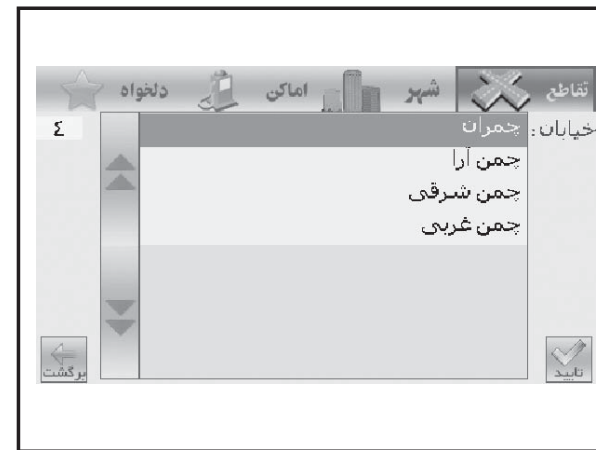 تقاطع شهر اماکن دلخواه
خیابان: چمران ٤
چمن آرا
چمن شرقی
چمن غربی
تایید برگشت